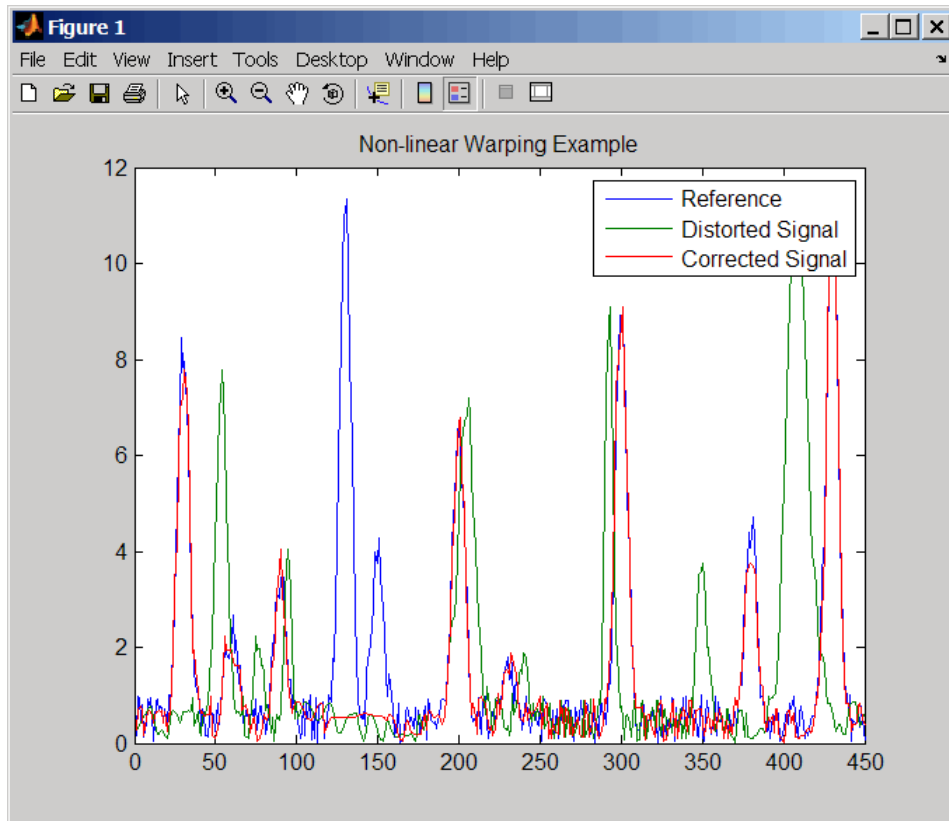 Figure 1
File Edit View Insert Tools Desktop Window Help
Non-linear Warping Example
Reference
Distorted Signal
Corrected Signal
12
10
8
6
4
2
0
0 50 100 150 200 250 300 350 400 450